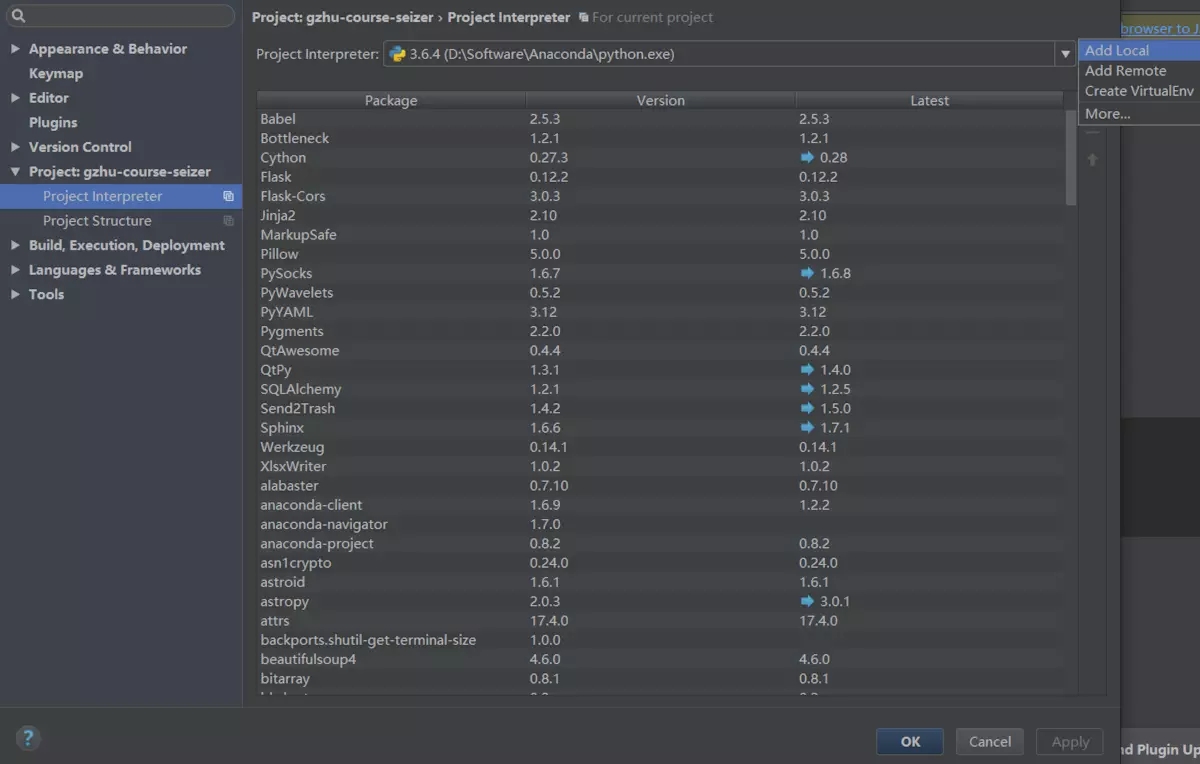 Project: gzhu-course-seizer › Project Interpreter For current project
browser to J
Appearance & Behavior
Keymap
Editor
Plugins
Version Control
Project: gzhu-course-seizer
Project Interpreter
Project Structure
Build, Execution, Deployment
Languages & Frameworks
Tools
Project Interpreter: 3.6.4 (D:\Software\Anaconda\python.exe)
Add Local
Add Remote
Create VirtualEnv
More...
Package Version Latest
Babel 2.5.3 2.5.3
Bottleneck 1.2.1 1.2.1
Cython 0.27.3 0.28
Flask 0.12.2 0.12.2
Flask-Cors 3.0.3 3.0.3
Jinja2 2.10 2.10
MarkupSafe 1.0 1.0
Pillow 5.0.0 5.0.0
PySocks 1.6.7 1.6.8
PyWavelets 0.5.2 0.5.2
PyYAML 3.12 3.12
Pygments 2.2.0 2.2.0
QtAwesome 0.4.4 0.4.4
QtPy 1.3.1 1.4.0
SQLAlchemy 1.2.1 1.2.5
Send2Trash 1.4.2 1.5.0
Sphinx 1.6.6 1.7.1
Werkzeug 0.14.1 0.14.1
XlsxWriter 1.0.2 1.0.2
alabaster 0.7.10 0.7.10
anaconda-client 1.6.9 1.2.2
anaconda-navigator 1.7.0
anaconda-project 0.8.2 0.8.2
asn1crypto 0.24.0 0.24.0
astroid 1.6.1 1.6.1
astropy 2.0.3 3.0.1
attrs 17.4.0 17.4.0
backports.shutil-get-terminal-size 1.0.0
beautifulsoup4 4.6.0 4.6.0
bitarray 0.8.1 0.8.1
?
OK
Cancel
Apply
nd Plugin Up